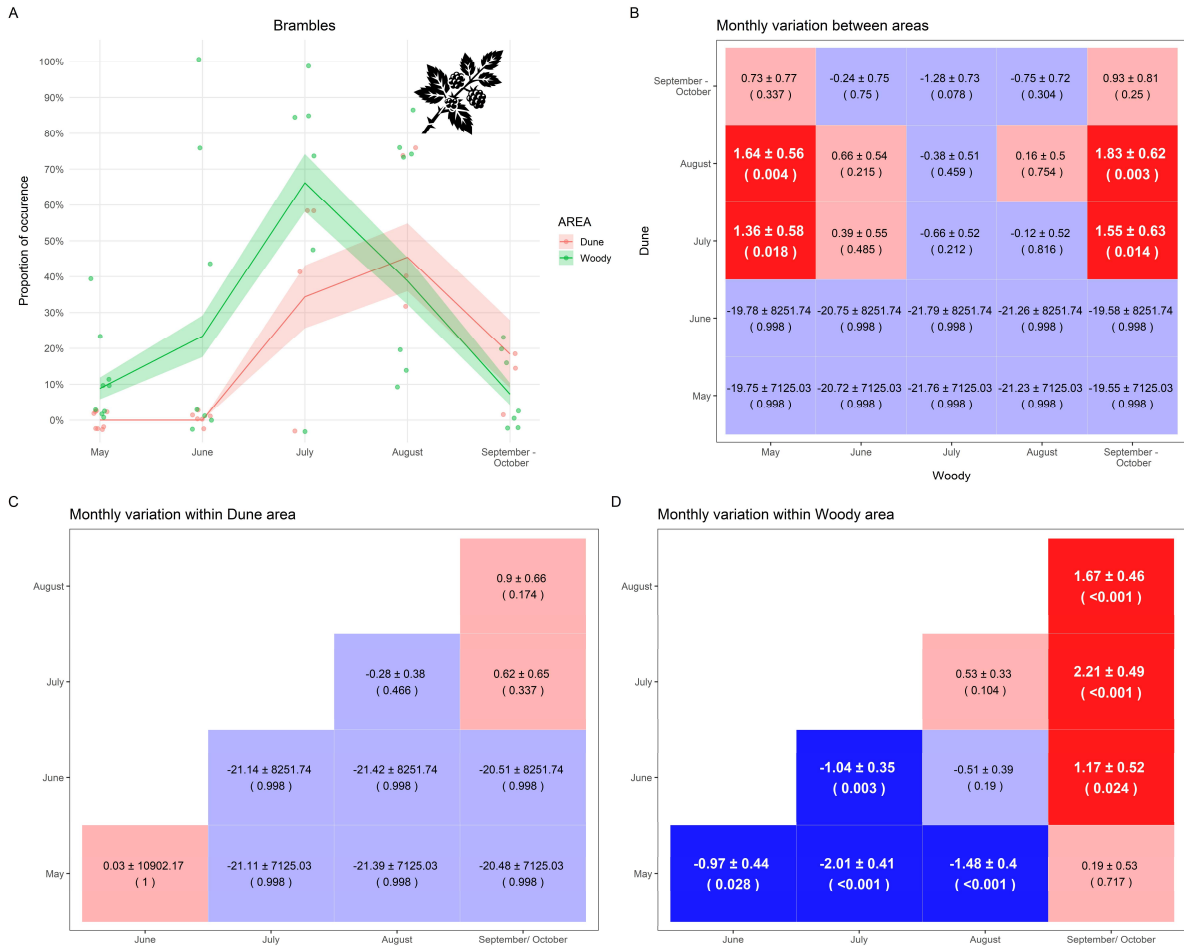 A
Brambles
100%
90%
80%
70%
60%
50%
40%
30%
20%
10%
0%
Proportion of occurence
May
June
July
August
September -
October
AREA
Dune
Woody
B
Monthly variation between areas
September -
October
0.73 ± 0.77
( 0.337 )
-0.24 ± 0.75
( 0.75 )
-1.28 ± 0.73
( 0.078 )
-0.75 ± 0.72
( 0.304 )
0.93 ± 0.81
( 0.25 )
August
1.64 ± 0.56
( 0.004 )
0.66 ± 0.54
( 0.215 )
-0.38 ± 0.51
( 0.459 )
0.16 ± 0.5
( 0.754 )
1.83 ± 0.62
( 0.003 )
Dune
July
1.36 ± 0.58
( 0.018 )
0.39 ± 0.55
( 0.485 )
-0.66 ± 0.52
( 0.212 )
-0.12 ± 0.52
( 0.816 )
1.55 ± 0.63
( 0.014 )
June
-19.78 ± 8251.74
( 0.998 )
-20.75 ± 8251.74
( 0.998 )
-21.79 ± 8251.74
( 0.998 )
-21.26 ± 8251.74
( 0.998 )
-19.58 ± 8251.74
( 0.998 )
May
-19.75 ± 7125.03
( 0.998 )
-20.72 ± 7125.03
( 0.998 )
-21.76 ± 7125.03
( 0.998 )
-21.23 ± 7125.03
( 0.998 )
-19.55 ± 7125.03
( 0.998 )
May
June
July
August
September -
October
Woody
C
Monthly variation within Dune area
August
0.9 ± 0.66
( 0.174 )
July
-0.28 ± 0.38
( 0.466 )
0.62 ± 0.65
( 0.337 )
June
-21.14 ± 8251.74
( 0.998 )
-21.42 ± 8251.74
( 0.998 )
-20.51 ± 8251.74
( 0.998 )
May
0.03 ± 10902.17
( 1 )
-21.11 ± 7125.03
( 0.998 )
-21.39 ± 7125.03
( 0.998 )
-20.48 ± 7125.03
( 0.998 )
June
July
August
September/ October
D
Monthly variation within Woody area
August
1.67 ± 0.46
( <0.001 )
July
0.53 ± 0.33
( 0.104 )
2.21 ± 0.49
( <0.001 )
June
-1.04 ± 0.35
( 0.003 )
-0.51 ± 0.39
( 0.19 )
1.17 ± 0.52
( 0.024 )
May
-0.97 ± 0.44
( 0.028 )
-2.01 ± 0.41
( <0.001 )
-1.48 ± 0.4
( <0.001 )
0.19 ± 0.53
( 0.717 )
June
July
August
September/ October